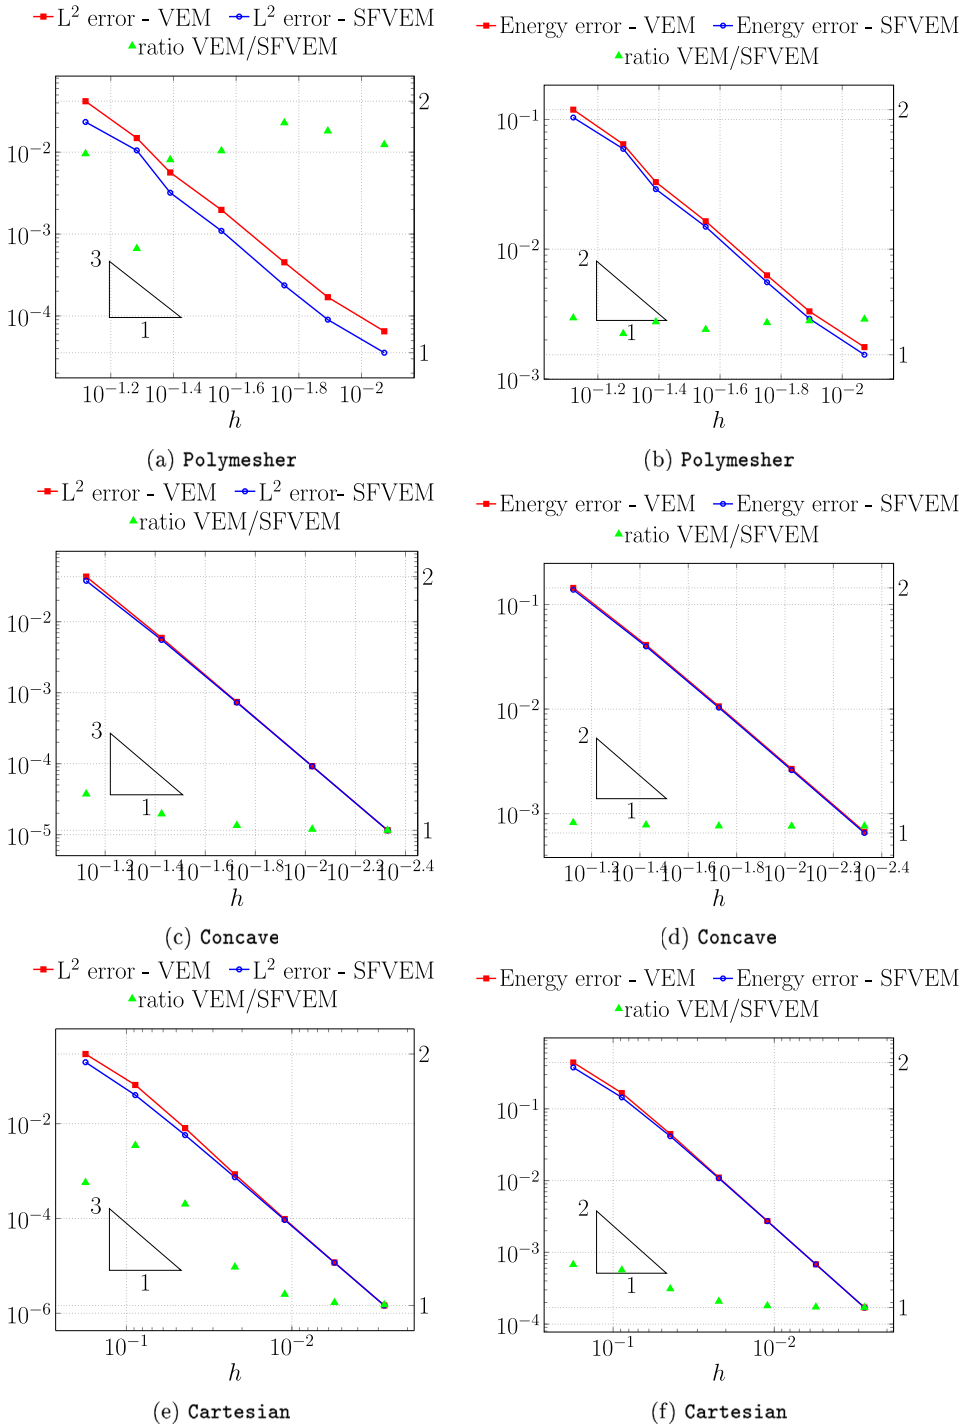 L² error - VEM L² error - SFVEM
ratio VEM/SFVEM
10⁻²
10⁻³
10⁻⁴
2
1
3
1
10⁻¹·² 10⁻¹·⁴ 10⁻¹·⁶ 10⁻¹·⁸ 10⁻²
h
(a) Polymesher
Energy error - VEM Energy error - SFVEM
ratio VEM/SFVEM
10⁻¹
10⁻²
10⁻³
2
1
2
1
10⁻¹·² 10⁻¹·⁴ 10⁻¹·⁶ 10⁻¹·⁸ 10⁻²
h
(b) Polymesher
L² error - VEM L² error- SFVEM
ratio VEM/SFVEM
10⁻²
10⁻³
10⁻⁴
10⁻⁵
2
1
3
1
10⁻¹·² 10⁻¹·⁴ 10⁻¹·⁶ 10⁻¹·⁸ 10⁻² 10⁻²·² 10⁻²·⁴
h
(c) Concave
Energy error - VEM Energy error - SFVEM
ratio VEM/SFVEM
10⁻¹
10⁻²
10⁻³
2
1
2
1
10⁻¹·² 10⁻¹·⁴ 10⁻¹·⁶ 10⁻¹·⁸ 10⁻² 10⁻²·² 10⁻²·⁴
h
(d) Concave
L² error - VEM L² error - SFVEM
ratio VEM/SFVEM
10⁻²
10⁻⁴
10⁻⁶
2
1
3
1
10⁻¹ 10⁻²
h
(e) Cartesian
Energy error - VEM Energy error - SFVEM
ratio VEM/SFVEM
10⁻¹
10⁻²
10⁻³
10⁻⁴
2
1
2
1
10⁻¹ 10⁻²
h
(f) Cartesian